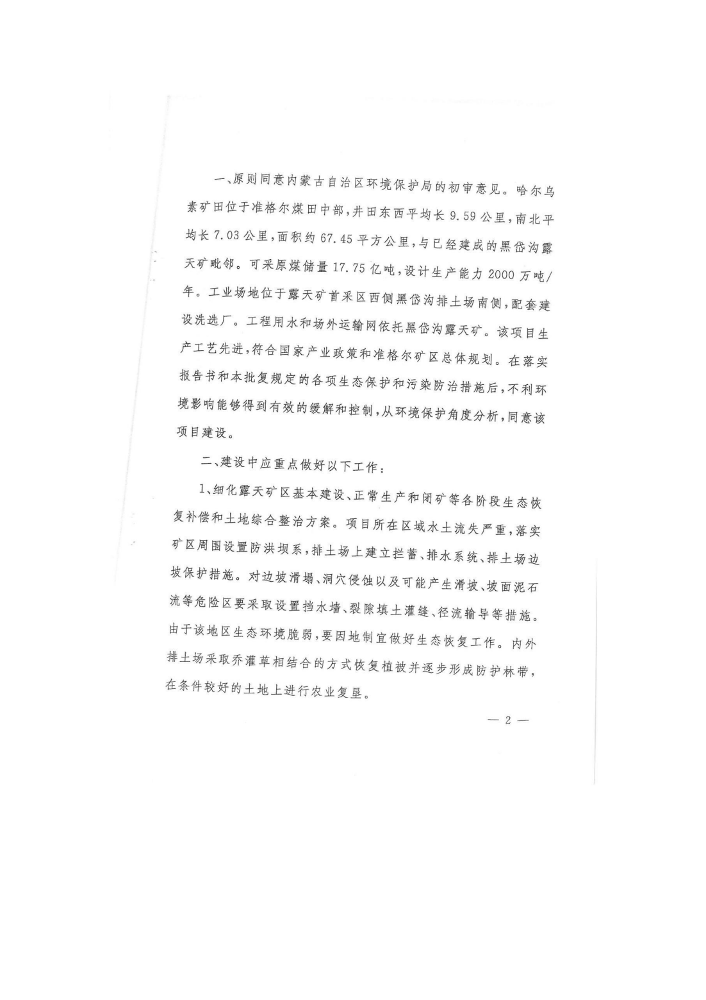 一、原则同意内蒙古自治区环境保护局的初审意见。哈尔乌
素矿田位于准格尔煤田中部,井田东西平均长 9.59 公里,南北平
均长 7.03 公里,面积约 67.45 平方公里,与已经建成的黑岱沟露
天矿毗邻。可采原煤储量 17.75 亿吨,设计生产能力 2000 万吨/
年。工业场地位于露天矿首采区西侧黑岱沟排土场南侧,配套建
设洗选厂。工程用水和场外运输网依托黑岱沟露天矿。该项目生
产工艺先进,符合国家产业政策和准格尔矿区总体规划。在落实
报告书和本批复规定的各项生态保护和污染防治措施后,不利环
境影响能够得到有效的缓解和控制,从环境保护角度分析,同意该
项目建设。
二、建设中应重点做好以下工作:
1、细化露天矿区基本建设、正常生产和闭矿等各阶段生态恢
复补偿和土地综合整治方案。项目所在区域水土流失严重,落实
矿区周围设置防洪坝系,排土场上建立拦蓄、排水系统、排土场边
坡保护措施。对边坡滑塌、洞穴侵蚀以及可能产生滑坡、坡面泥石
流等危险区要采取设置挡水墙、裂隙填土灌缝、径流输导等措施。
由于该地区生态环境脆弱,要因地制宜做好生态恢复工作。内外
排土场采取乔灌草相结合的方式恢复植被并逐步形成防护林带,
在条件较好的土地上进行农业复垦。
— 2 —